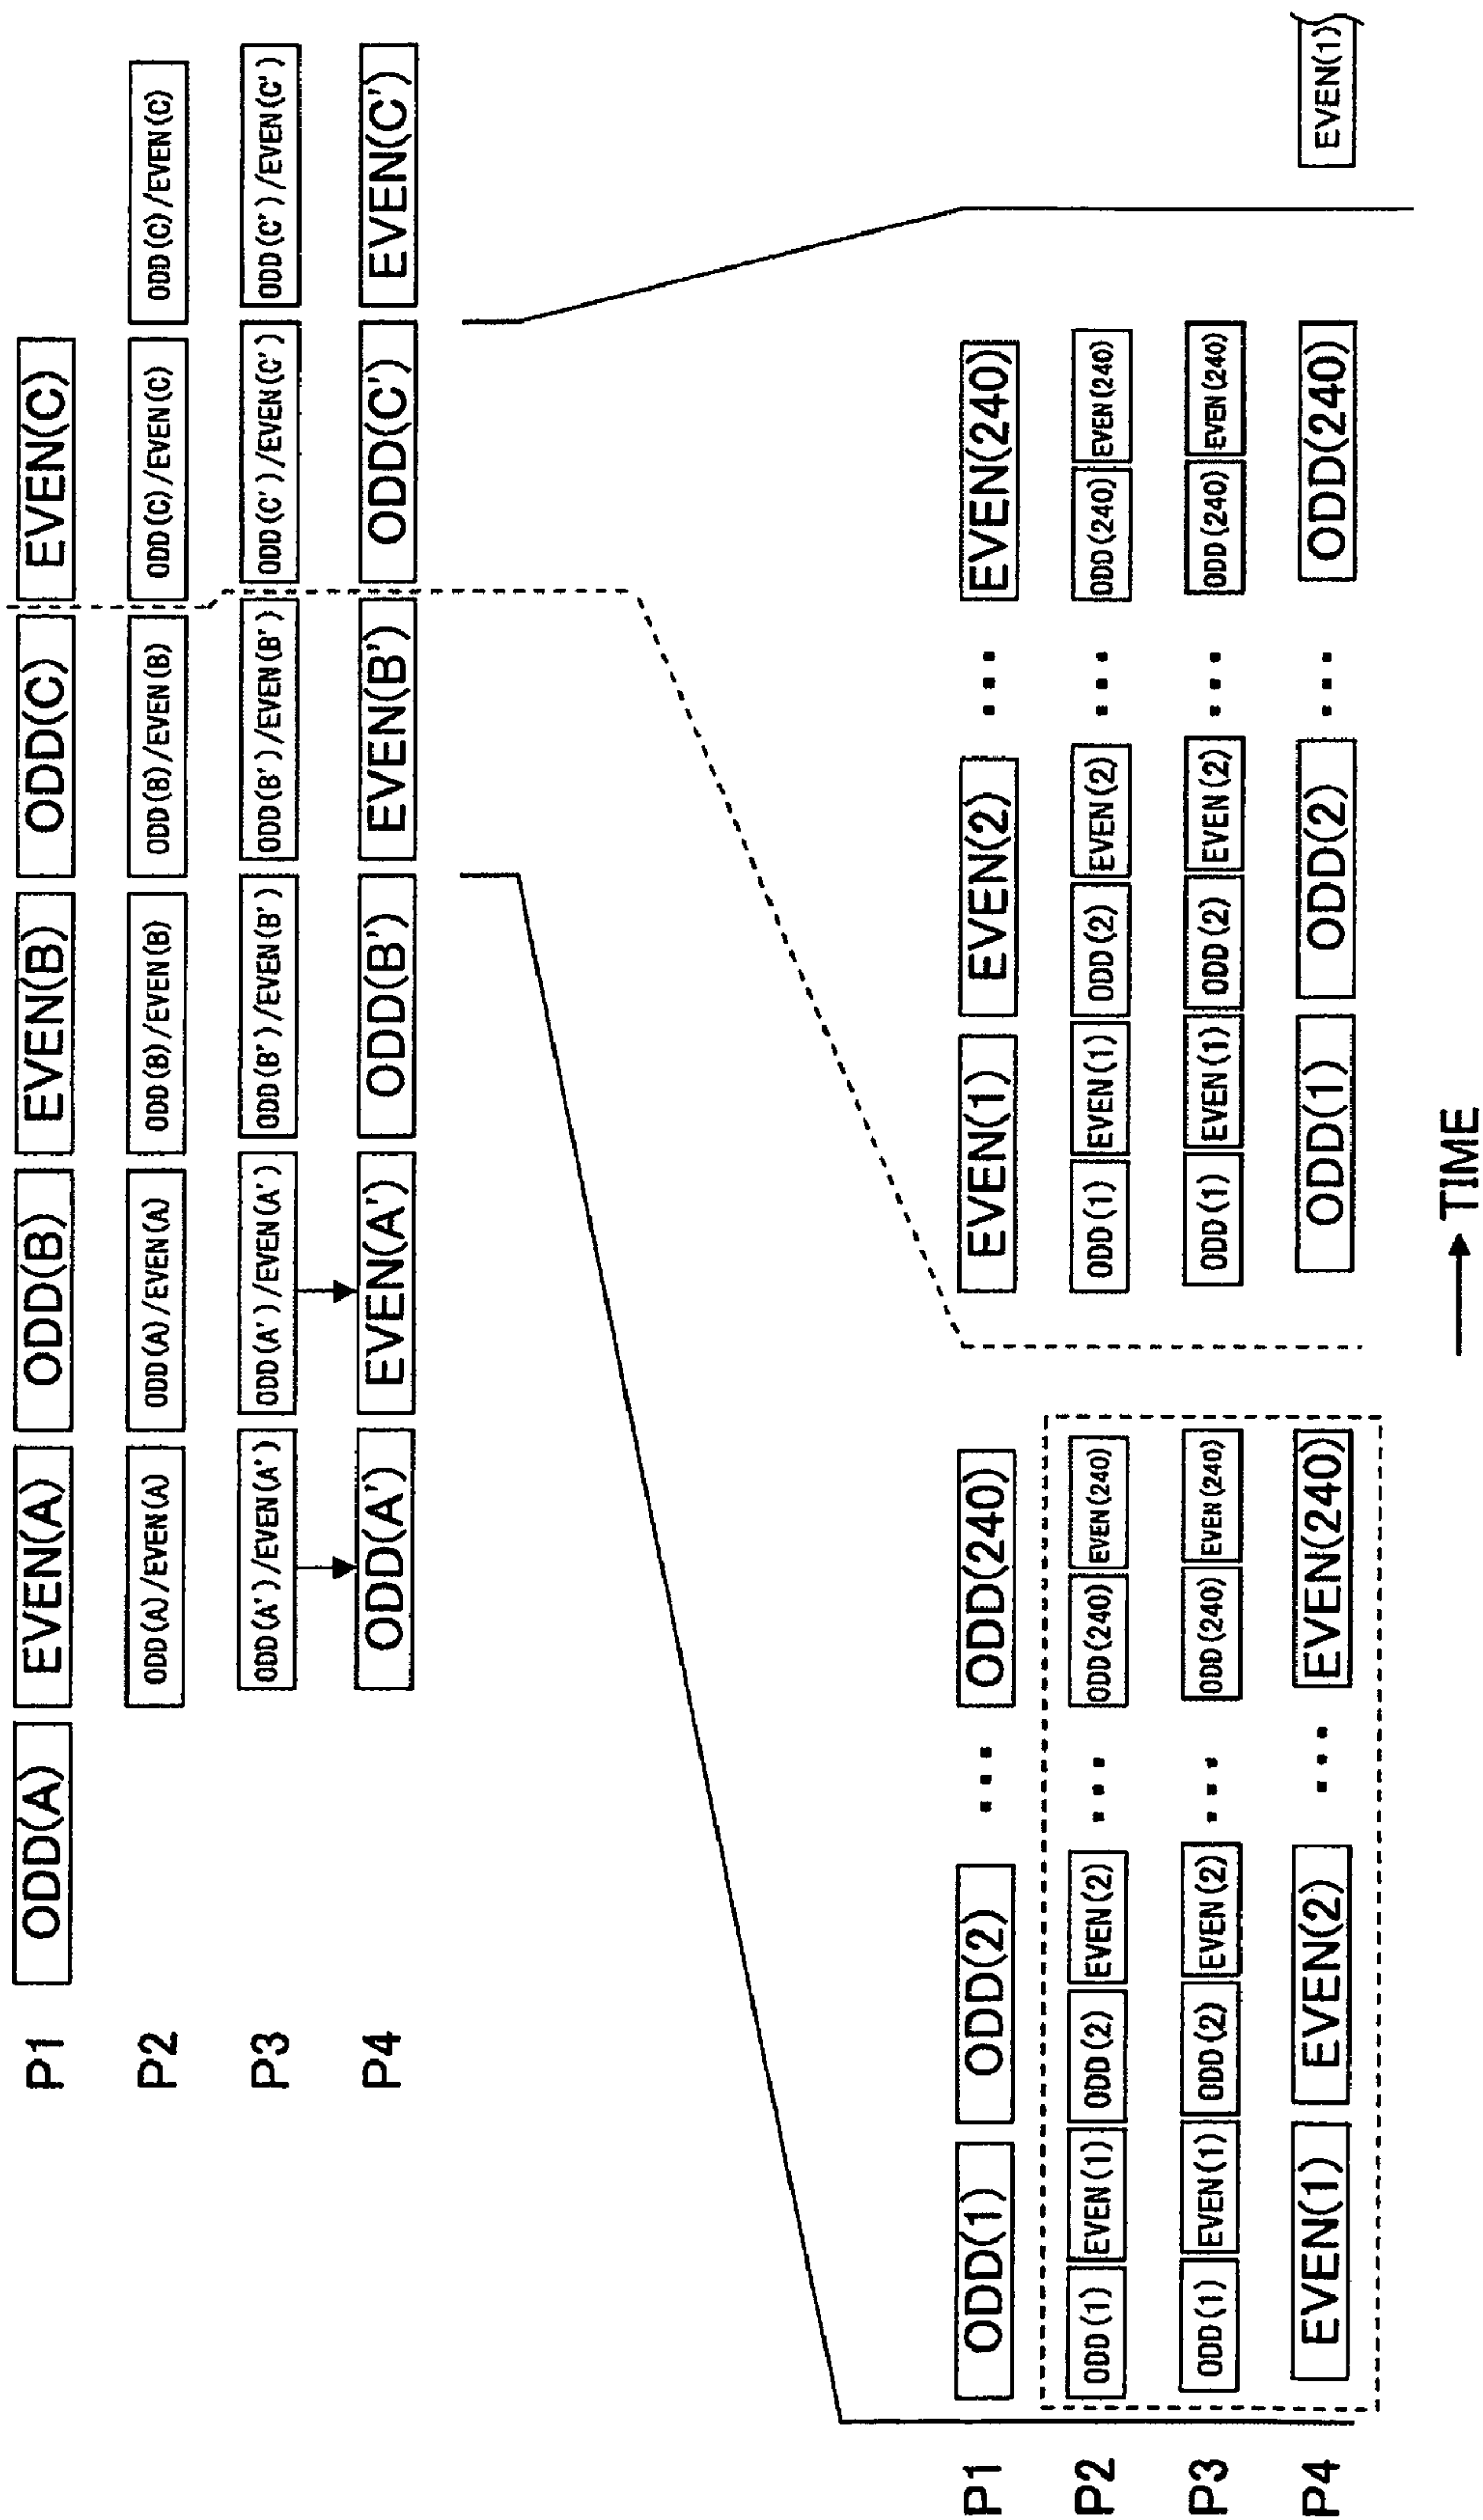 P1 ODD(A) EVEN(A) ODD(B) EVEN(B) ODD(C) EVEN(C)
P2 ODD(A)/EVEN(A) ODD(A)/EVEN(A) ODD(B)/EVEN(B) ODD(B)/EVEN(B) ODD(C)/EVEN(C) ODD(C)/EVEN(C)
P3 ODD(A')/EVEN(A') ODD(A')/EVEN(A') ODD(B')/EVEN(B') ODD(B')/EVEN(B') ODD(C')/EVEN(C') ODD(C')/EVEN(C')
P4 ODD(A') EVEN(A') ODD(B') EVEN(B') ODD(C') EVEN(C')
P1 ODD(1) ODD(2) ... ODD(240) EVEN(1) EVEN(2) ... EVEN(240)
P2 ODD(1) EVEN(1) ODD(2) EVEN(2) ... ODD(240) EVEN(240) ODD(1) EVEN(1) ODD(2) EVEN(2) ... ODD(240) EVEN(240)
P3 ODD(1) EVEN(1) ODD(2) EVEN(2) ... ODD(240) EVEN(240) ODD(1) EVEN(1) ODD(2) EVEN(2) ... ODD(240) EVEN(240)
P4 EVEN(1) EVEN(2) ... EVEN(240) ODD(1) ODD(2) ... ODD(240) EVEN(1)
TIME